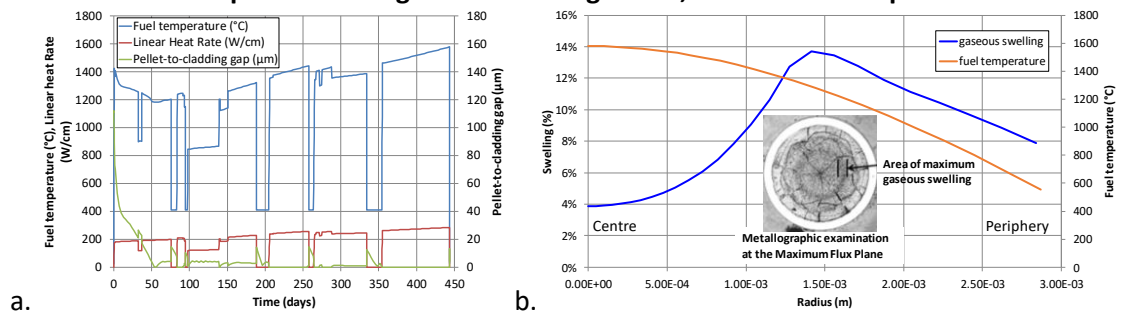 Fuel temperature (°C)
Linear Heat Rate (W/cm)
Pellet-to-cladding gap (µm)
Fuel temperature (°C), Linear heat Rate
(W/cm)
1800
1600
1400
1200
1000
800
600
400
200
0
180
160
140
120
100
80
60
40
20
0
Pellet-to-cladding gap (µm)
0 50 100 150 200 250 300 350 400 450
Time (days)
a.
gaseous swelling
fuel temperature
Swelling (%)
16%
14%
12%
10%
8%
6%
4%
2%
0%
1800
1600
1400
1200
1000
800
600
400
200
0
Fuel temperature (°C)
Area of maximum
gaseous swelling
Centre
Periphery
Metallographic examination
at the Maximum Flux Plane
0.00E+00 5.00E-04 1.00E-03 1.50E-03 2.00E-03 2.50E-03 3.00E-03
Radius (m)
b.